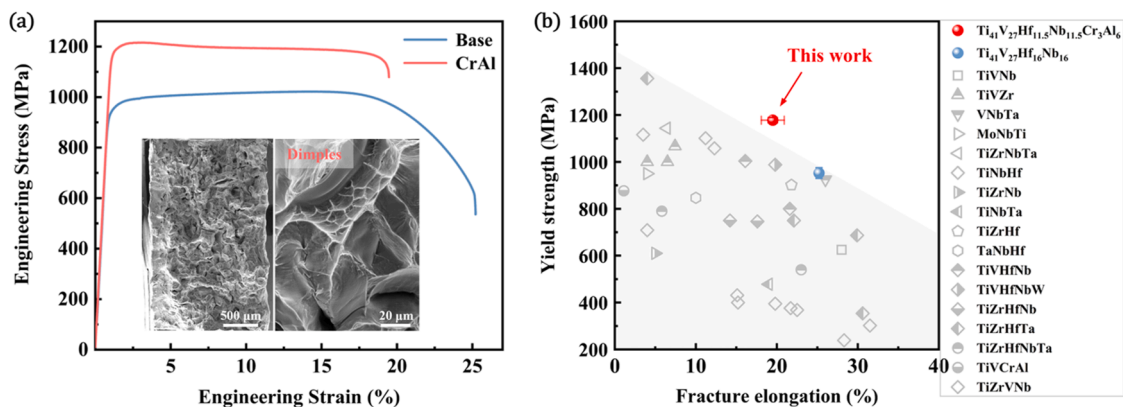 (a)
Engineering Stress (MPa)
1200
1000
800
600
400
200
0
0
5
10
15
20
25
Engineering Strain (%)
Base
CrAl
Dimples
500 μm
20 μm
(b)
Yield strength (MPa)
1600
1400
1200
1000
800
600
400
200
0
10
20
30
40
Fracture elongation (%)
This work
Ti₄₁V₂₇Hf₁₁.₅Nb₁₁.₅Cr₃Al₆
Ti₄₁V₂₇Hf₁₆Nb₁₆
TiVNb
TiVZr
VNbTa
MoNbTi
TiZrNbTa
TiNbHf
TiZrNb
TiNbTa
TiZrHf
TaNbHf
TiVHfNb
TiVHfNbW
TiZrHfNb
TiZrHfTa
TiZrHfNbTa
TiVCrAl
TiZrVNb